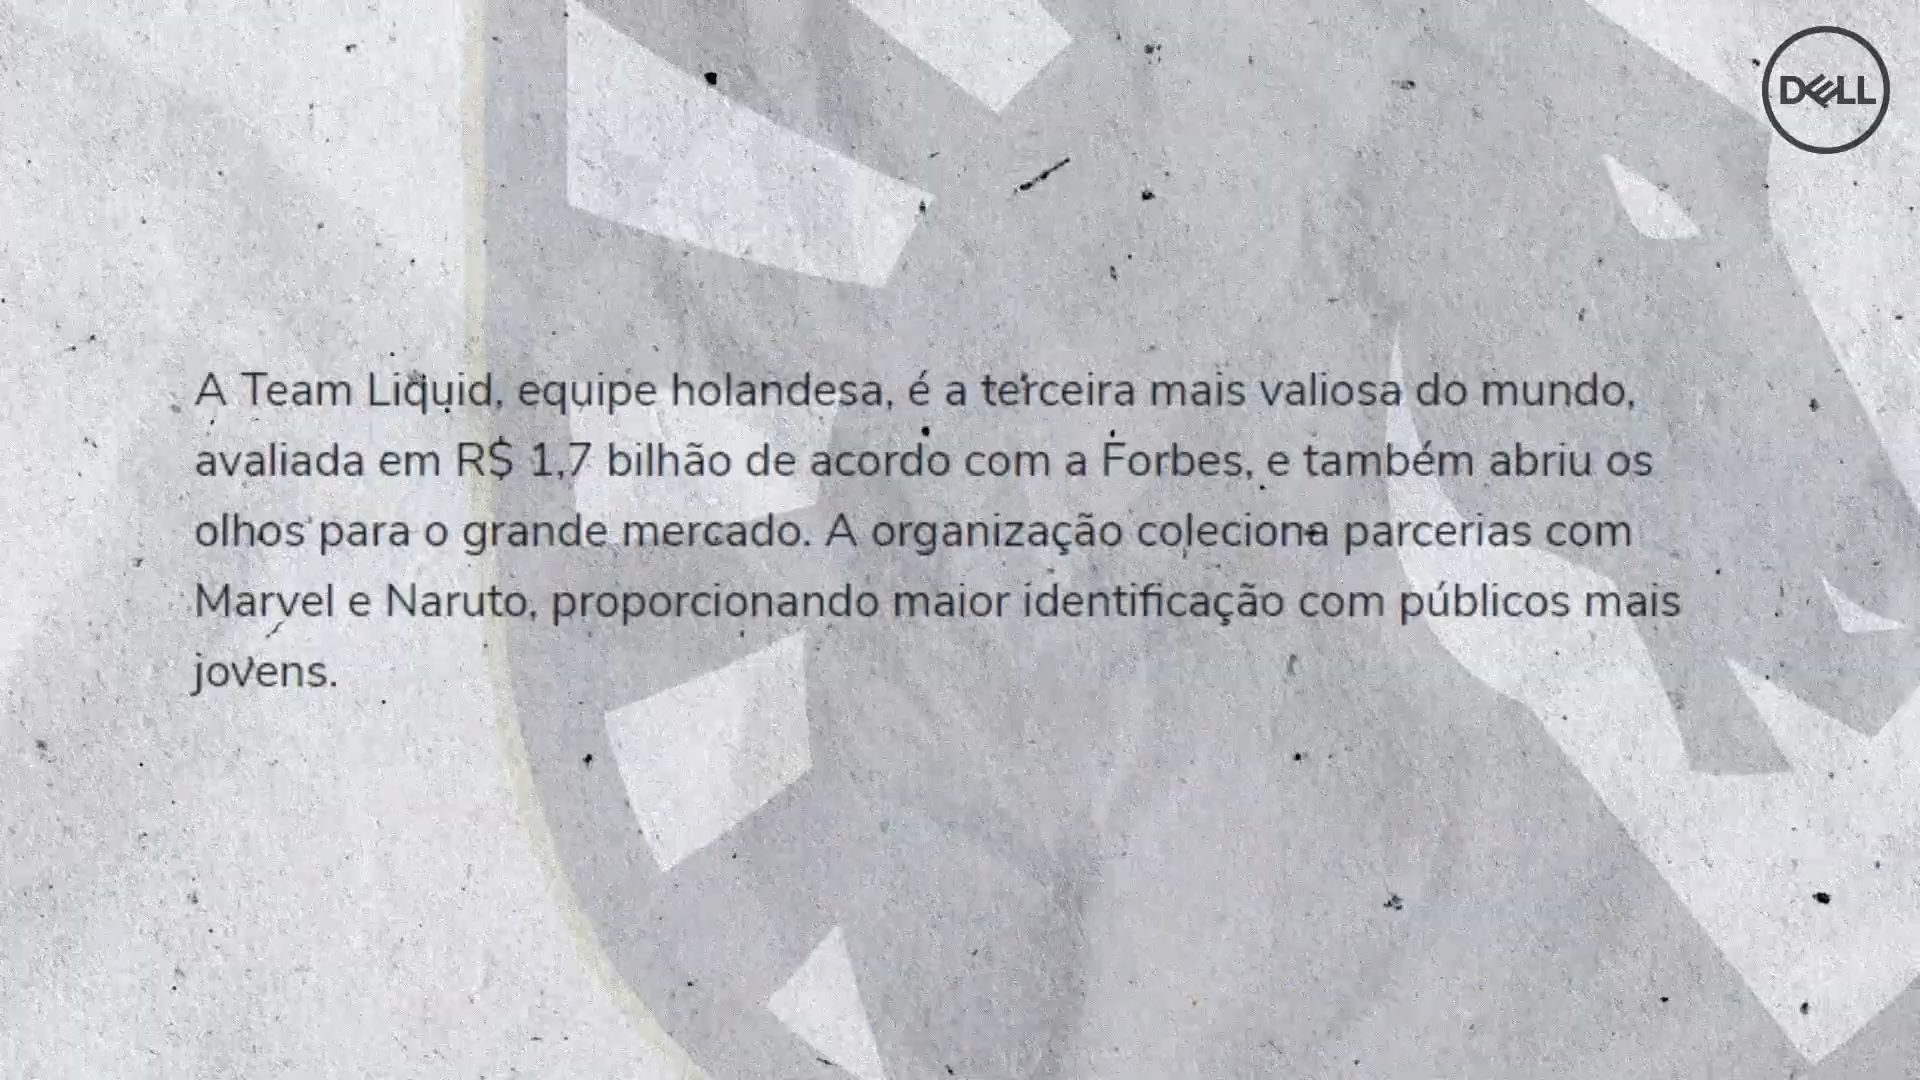 DELL
A Team Liquid, equipe holandesa, é a terceira mais valiosa do mundo,
avaliada em R$ 1,7 bilhão de acordo com a Forbes, e também abriu os
olhos para o grande mercado. A organização coleciona parcerias com
Marvel e Naruto, proporcionando maior identificação com públicos mais
jovens.